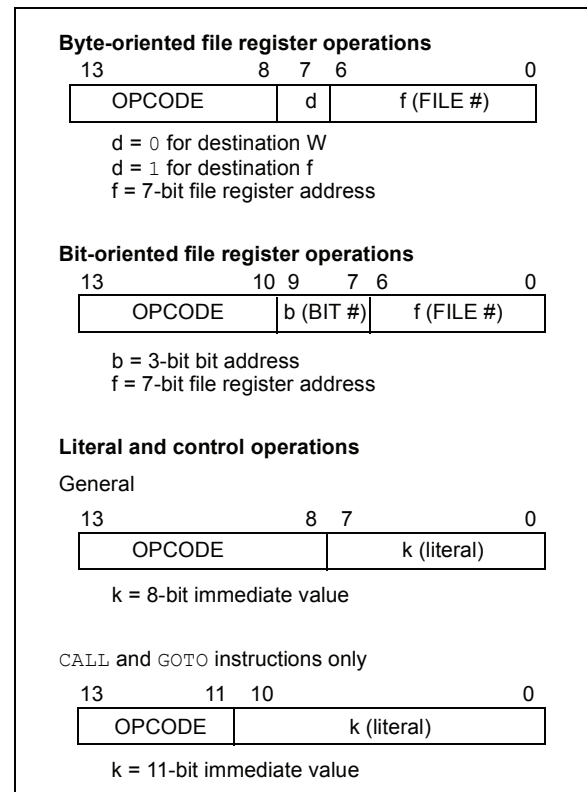 Byte-oriented file register operations
13 8 7 6 0
OPCODE d f (FILE #)
d = 0 for destination W
d = 1 for destination f
f = 7-bit file register address
Bit-oriented file register operations
13 10 9 7 6 0
OPCODE b (BIT #) f (FILE #)
b = 3-bit bit address
f = 7-bit file register address
Literal and control operations
General
13 8 7 0
OPCODE k (literal)
k = 8-bit immediate value
CALL and GOTO instructions only
13 11 10 0
OPCODE k (literal)
k = 11-bit immediate value